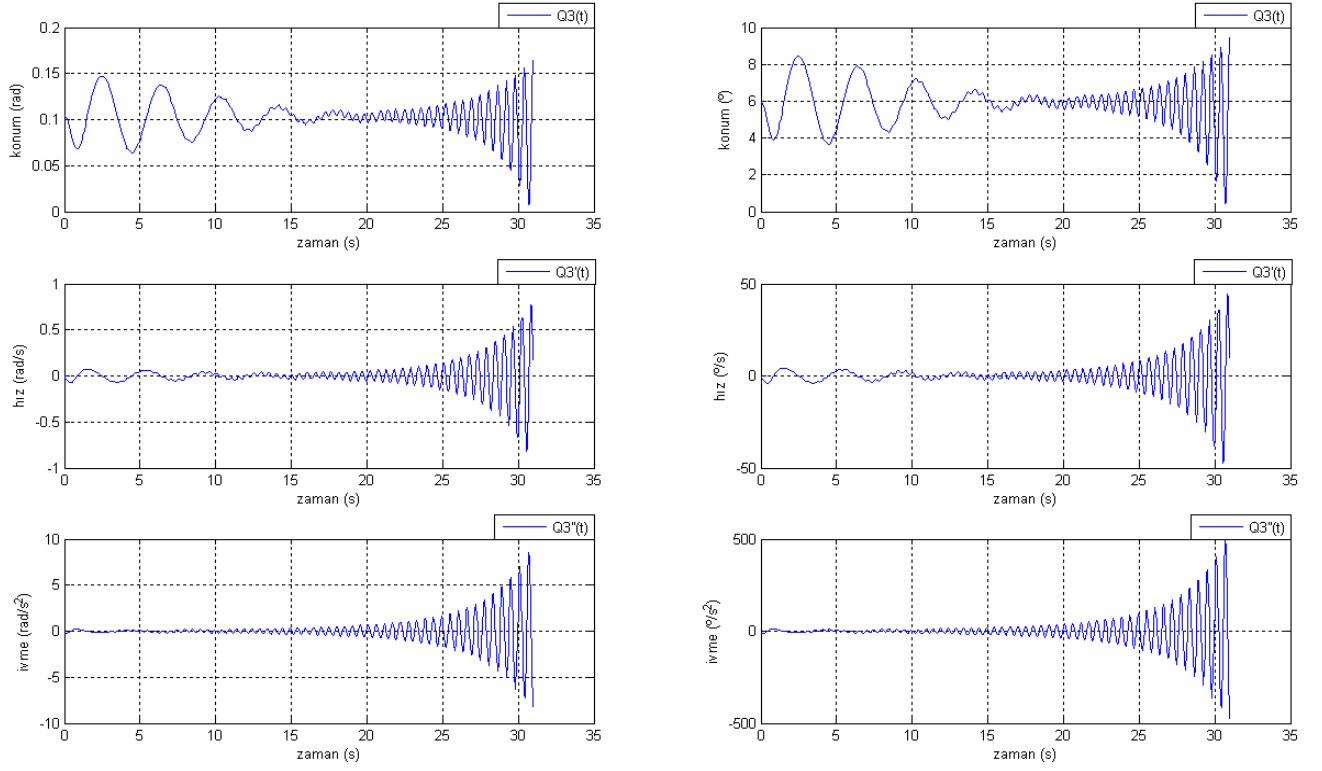 Q3(t)
konum (rad)
0.2
0.15
0.1
0.05
0
0 5 10 15 20 25 30 35
zaman (s)
Q3(t)
konum (º)
10
8
6
4
2
0
0 5 10 15 20 25 30 35
zaman (s)
Q3'(t)
hız (rad/s)
1
0.5
0
-0.5
-1
0 5 10 15 20 25 30 35
zaman (s)
Q3'(t)
hız (º/s)
50
0
-50
0 5 10 15 20 25 30 35
zaman (s)
Q3''(t)
ivme (rad/s²)
10
5
0
-5
-10
0 5 10 15 20 25 30 35
zaman (s)
Q3''(t)
ivme (º/s²)
500
0
-500
0 5 10 15 20 25 30 35
zaman (s)